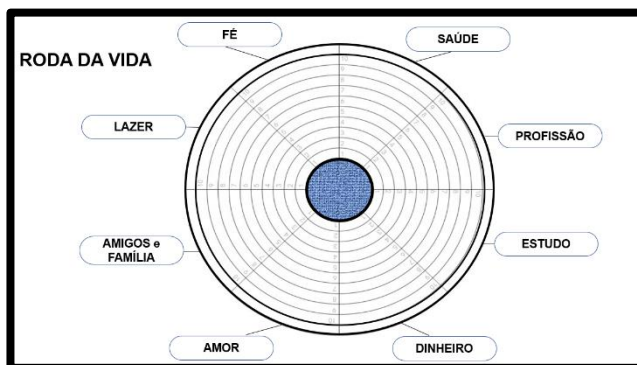 RODA DA VIDA
FÉ
SAÚDE
LAZER
PROFISSÃO
AMIGOS e
FAMÍLIA
ESTUDO
AMOR
DINHEIRO